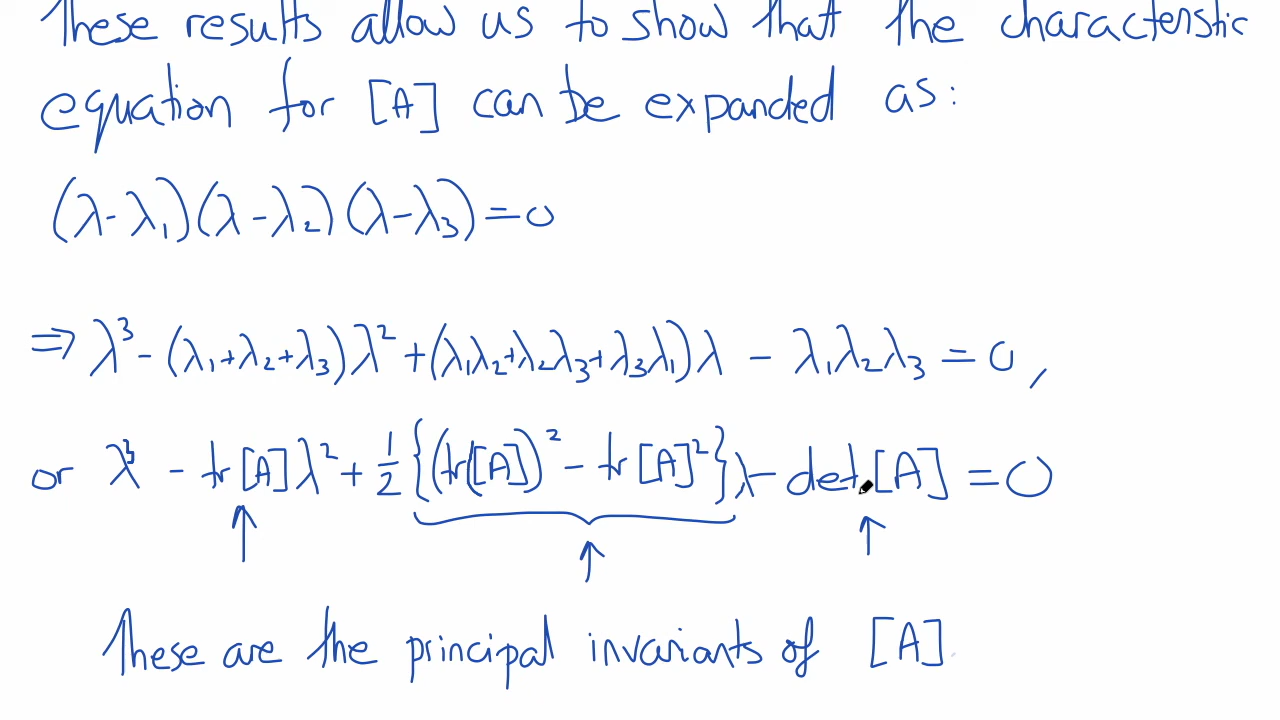 These results allow us to show that the characterstic
equation for [A] can be expanded as:
(λ-λ₁)(λ-λ₂)(λ-λ₃)=0
⇒ λ³ - (λ₁+λ₂+λ₃)λ² + (λ₁λ₂+λ₂λ₃+λ₃λ₁)λ - λ₁λ₂λ₃ = 0,
or λ³ - tr[A]λ² + ½{(tr[A])² - tr[A]²}λ - det[A] = 0
↑ ↑ ↑
These are the principal invariants of [A].